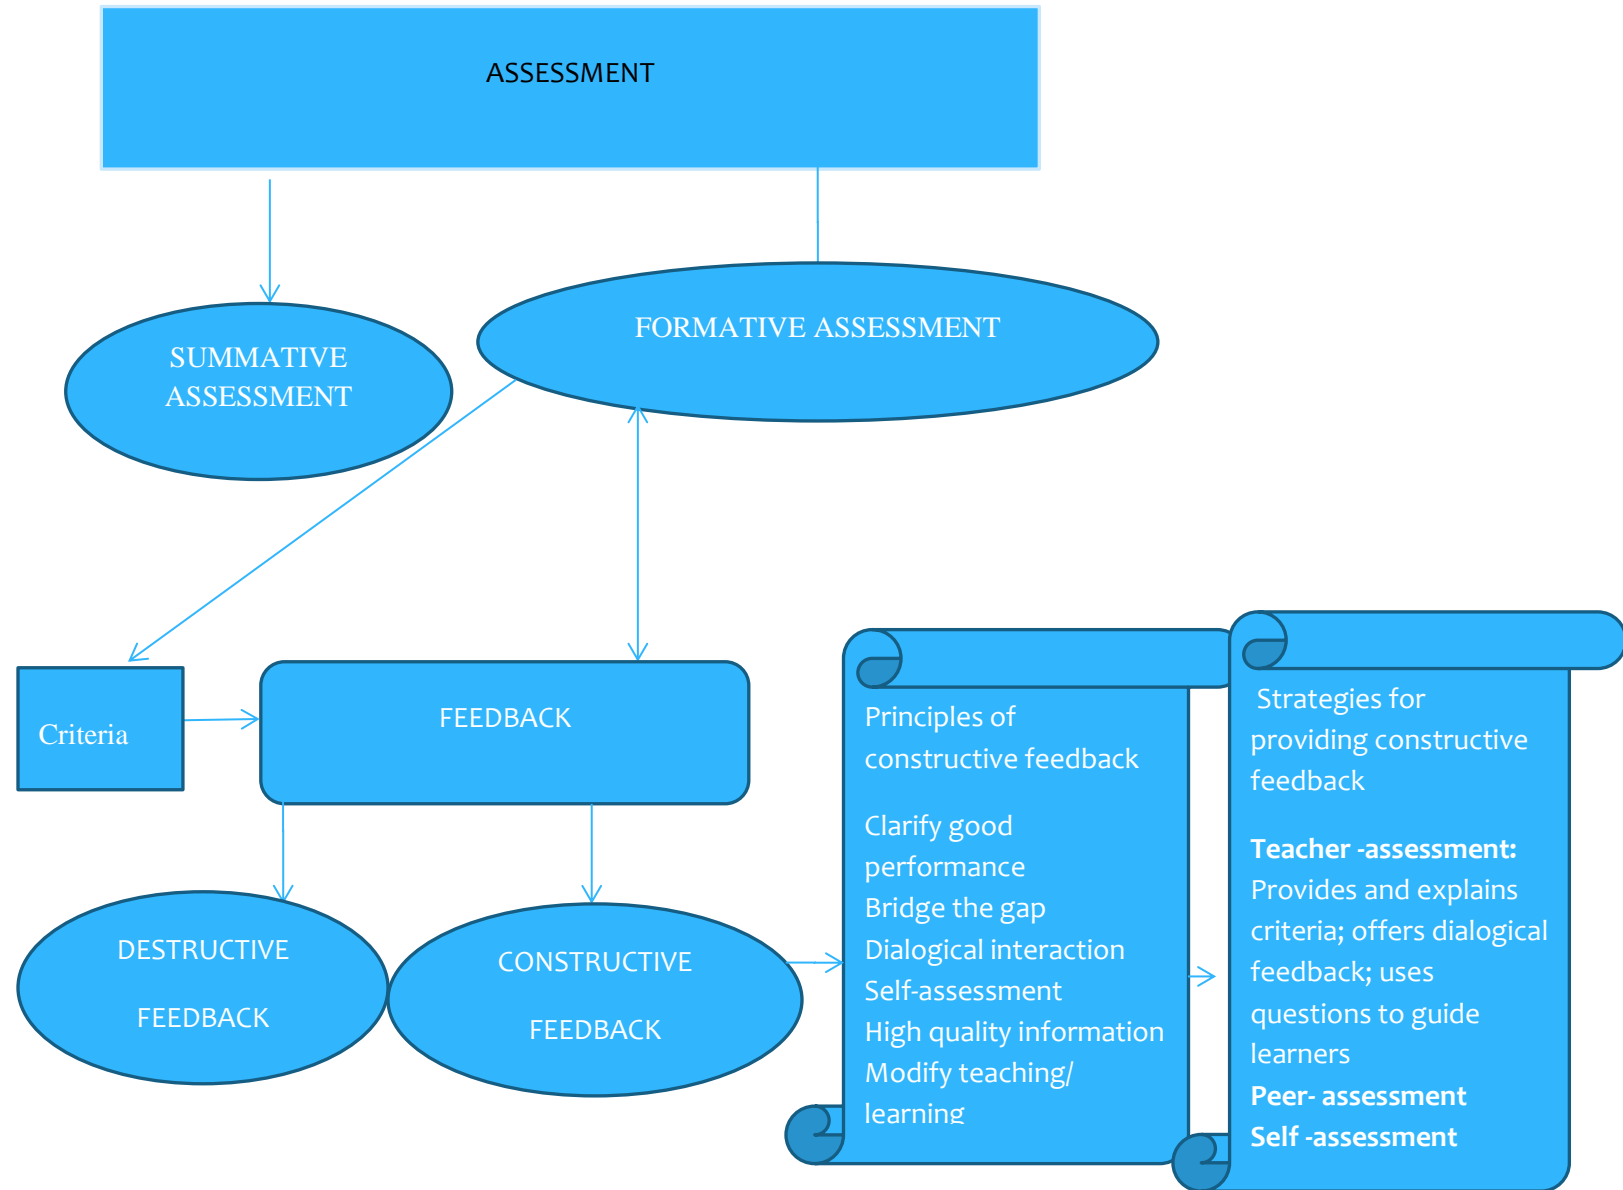 ASSESSMENT
SUMMATIVE
ASSESSMENT
FORMATIVE ASSESSMENT
Criteria
FEEDBACK
DESTRUCTIVE
FEEDBACK
CONSTRUCTIVE
FEEDBACK
Principles of
constructive feedback
Clarify good
performance
Bridge the gap
Dialogical interaction
Self-assessment
High quality information
Modify teaching/
learning
Strategies for
providing constructive
feedback
Teacher -assessment:
Provides and explains
criteria; offers dialogical
feedback; uses
questions to guide
learners
Peer- assessment
Self -assessment